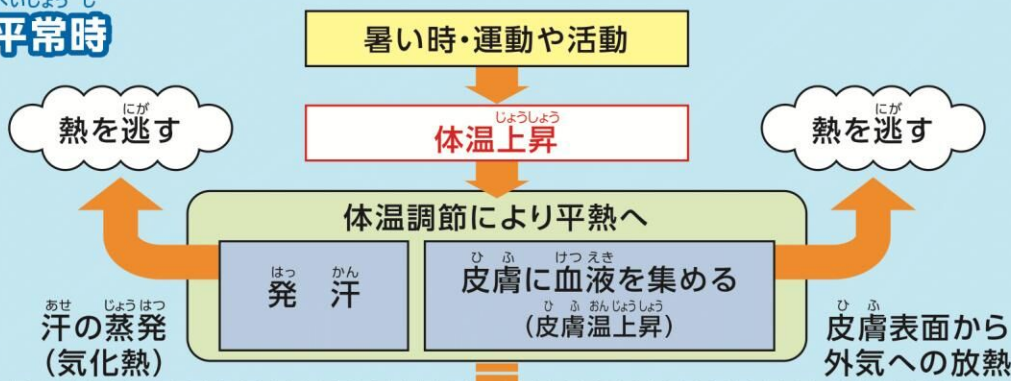 平常時
暑い時・運動や活動
熱を逃す
体温上昇
熱を逃す
体温調節により平熱へ
発汗
皮膚に血液を集める
(皮膚温上昇)
汗の蒸発
(気化熱)
皮膚表面から
外気への放熱